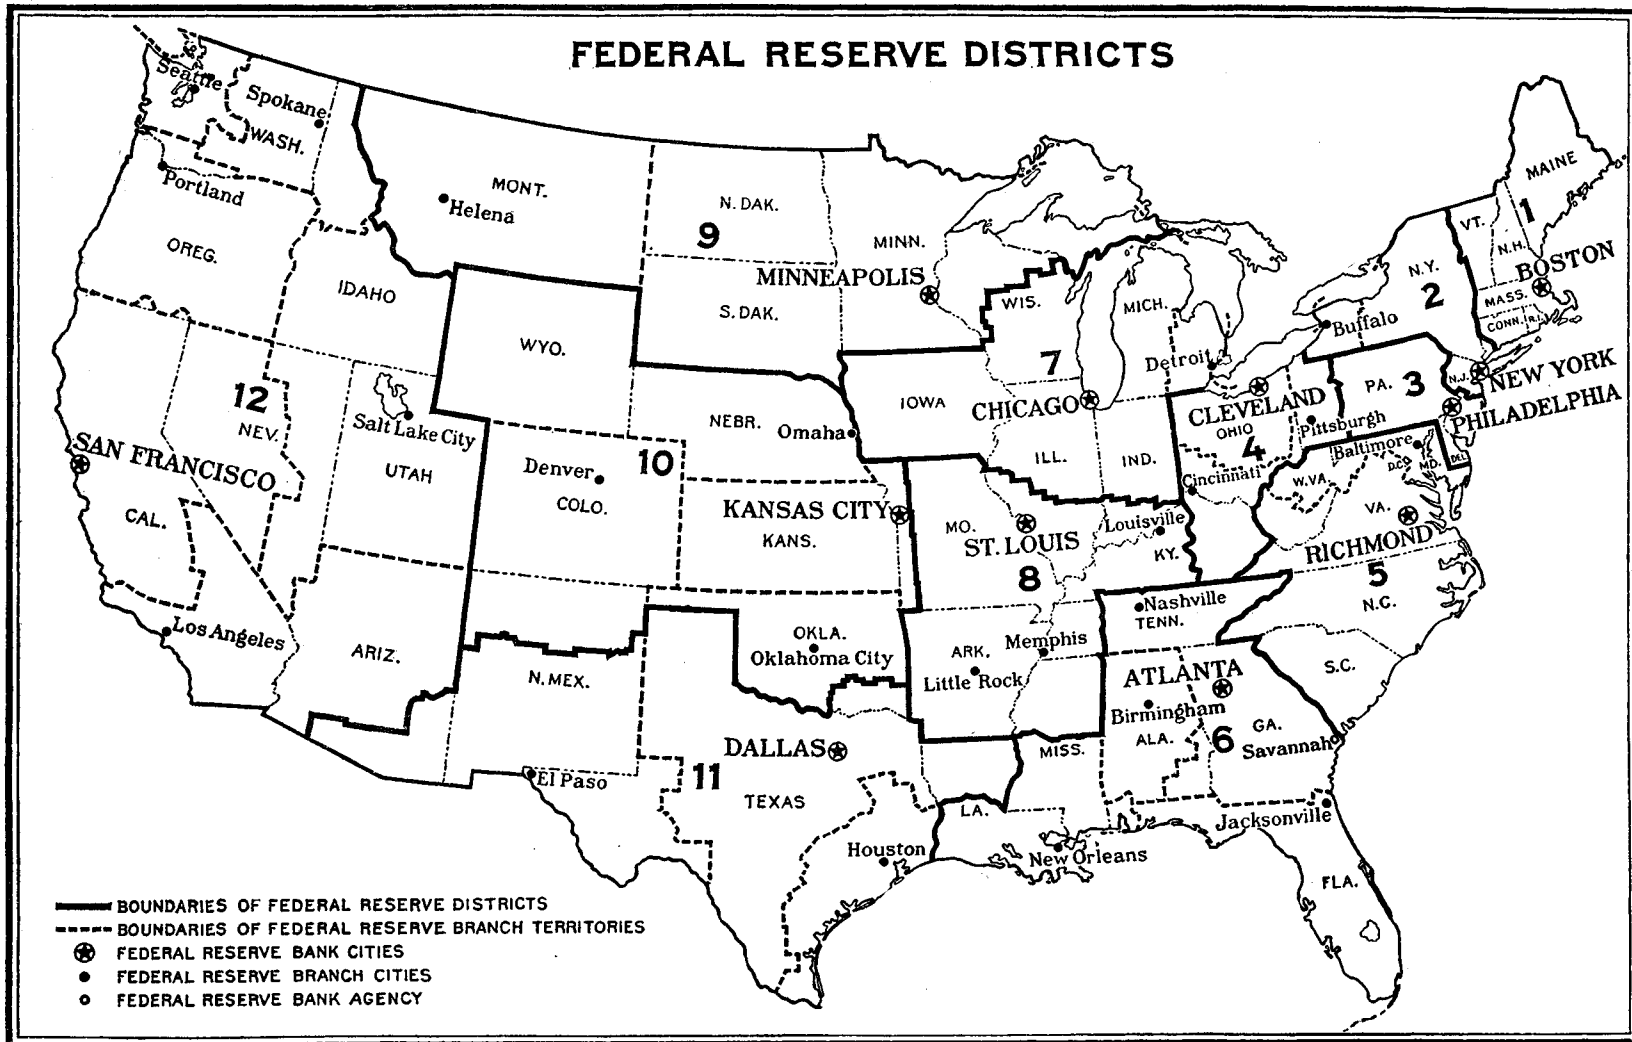 FEDERAL RESERVE DISTRICTS
Seattle
Spokane
WASH.
Portland
OREG.
IDAHO
MONT.
Helena
N. DAK.
9
MINN.
MINNEAPOLIS
S. DAK.
WYO.
WIS.
MICH.
7
Detroit
IOWA
CHICAGO
ILL.
IND.
MAINE
VT.
N.H.
1
BOSTON
MASS.
CONN.
R.I.
N.Y.
2
Buffalo
NEW YORK
N.J.
PA.
3
PHILADELPHIA
CLEVELAND
OHIO
4
Pittsburgh
Cincinnati
Baltimore
D.C.
MD.
DEL.
W.VA.
VA.
RICHMOND
5
N.C.
S.C.
12
NEV.
SAN FRANCISCO
CAL.
Los Angeles
Salt Lake City
UTAH
ARIZ.
NEBR.
Omaha
Denver
10
COLO.
KANSAS CITY
KANS.
MO.
ST. LOUIS
8
Louisville
KY.
Nashville
TENN.
Memphis
ARK.
Little Rock
OKLA.
Oklahoma City
N. MEX.
El Paso
DALLAS
11
TEXAS
Houston
LA.
New Orleans
MISS.
ATLANTA
Birmingham
ALA.
6
GA.
Savannah
Jacksonville
FLA.
BOUNDARIES OF FEDERAL RESERVE DISTRICTS
BOUNDARIES OF FEDERAL RESERVE BRANCH TERRITORIES
FEDERAL RESERVE BANK CITIES
FEDERAL RESERVE BRANCH CITIES
FEDERAL RESERVE BANK AGENCY